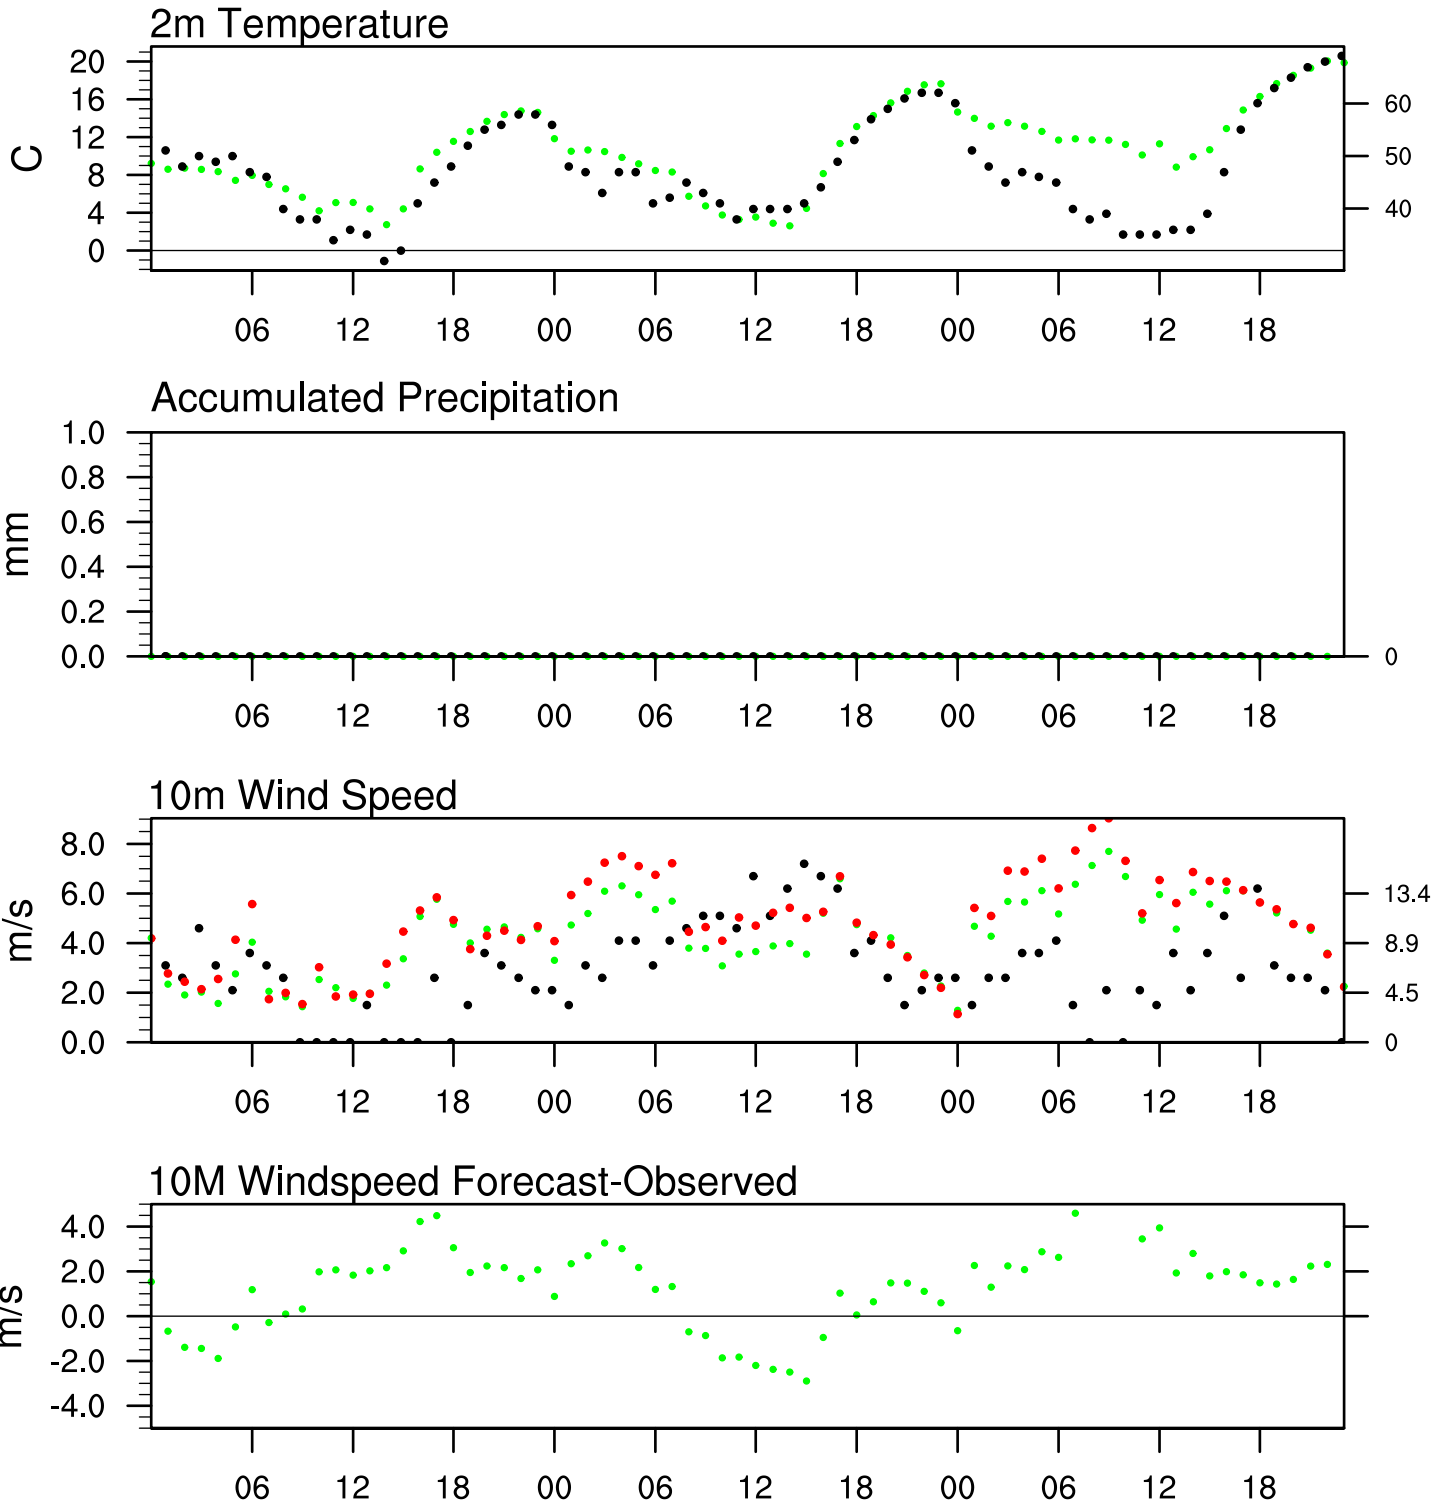 2m Temperature
20
16
12
8
4
0
C
60
50
40
06 12 18 00 06 12 18 00 06 12 18
Accumulated Precipitation
1.0
0.8
0.6
0.4
0.2
0.0
mm
0
06 12 18 00 06 12 18 00 06 12 18
10m Wind Speed
8.0
6.0
4.0
2.0
0.0
m/s
13.4
8.9
4.5
0
06 12 18 00 06 12 18 00 06 12 18
10M Windspeed Forecast-Observed
4.0
2.0
0.0
-2.0
-4.0
m/s
06 12 18 00 06 12 18 00 06 12 18